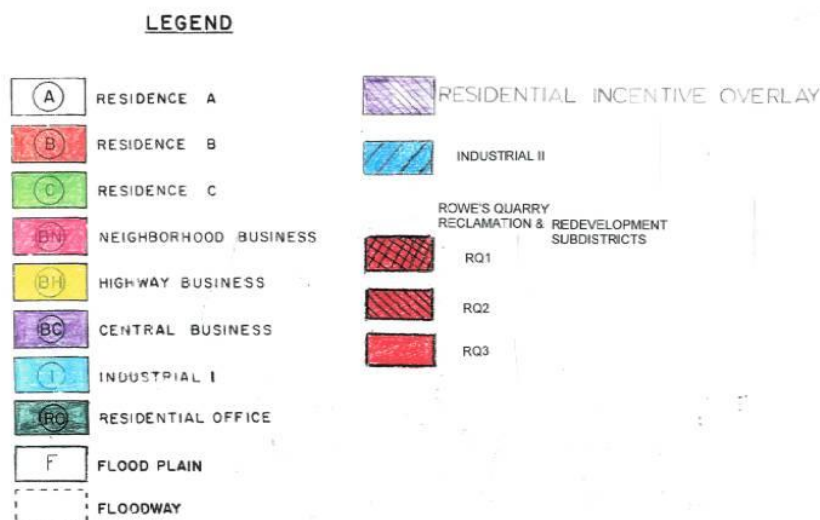 LEGEND
A RESIDENCE A
B RESIDENCE B
C RESIDENCE C
BN NEIGHBORHOOD BUSINESS
BH HIGHWAY BUSINESS
BC CENTRAL BUSINESS
I INDUSTRIAL I
RO RESIDENTIAL OFFICE
F FLOOD PLAIN
FLOODWAY
RESIDENTIAL INCENTIVE OVERLAY
INDUSTRIAL II
ROWE'S QUARRY
RECLAMATION & REDEVELOPMENT
SUBDISTRICTS
RQ1
RQ2
RQ3